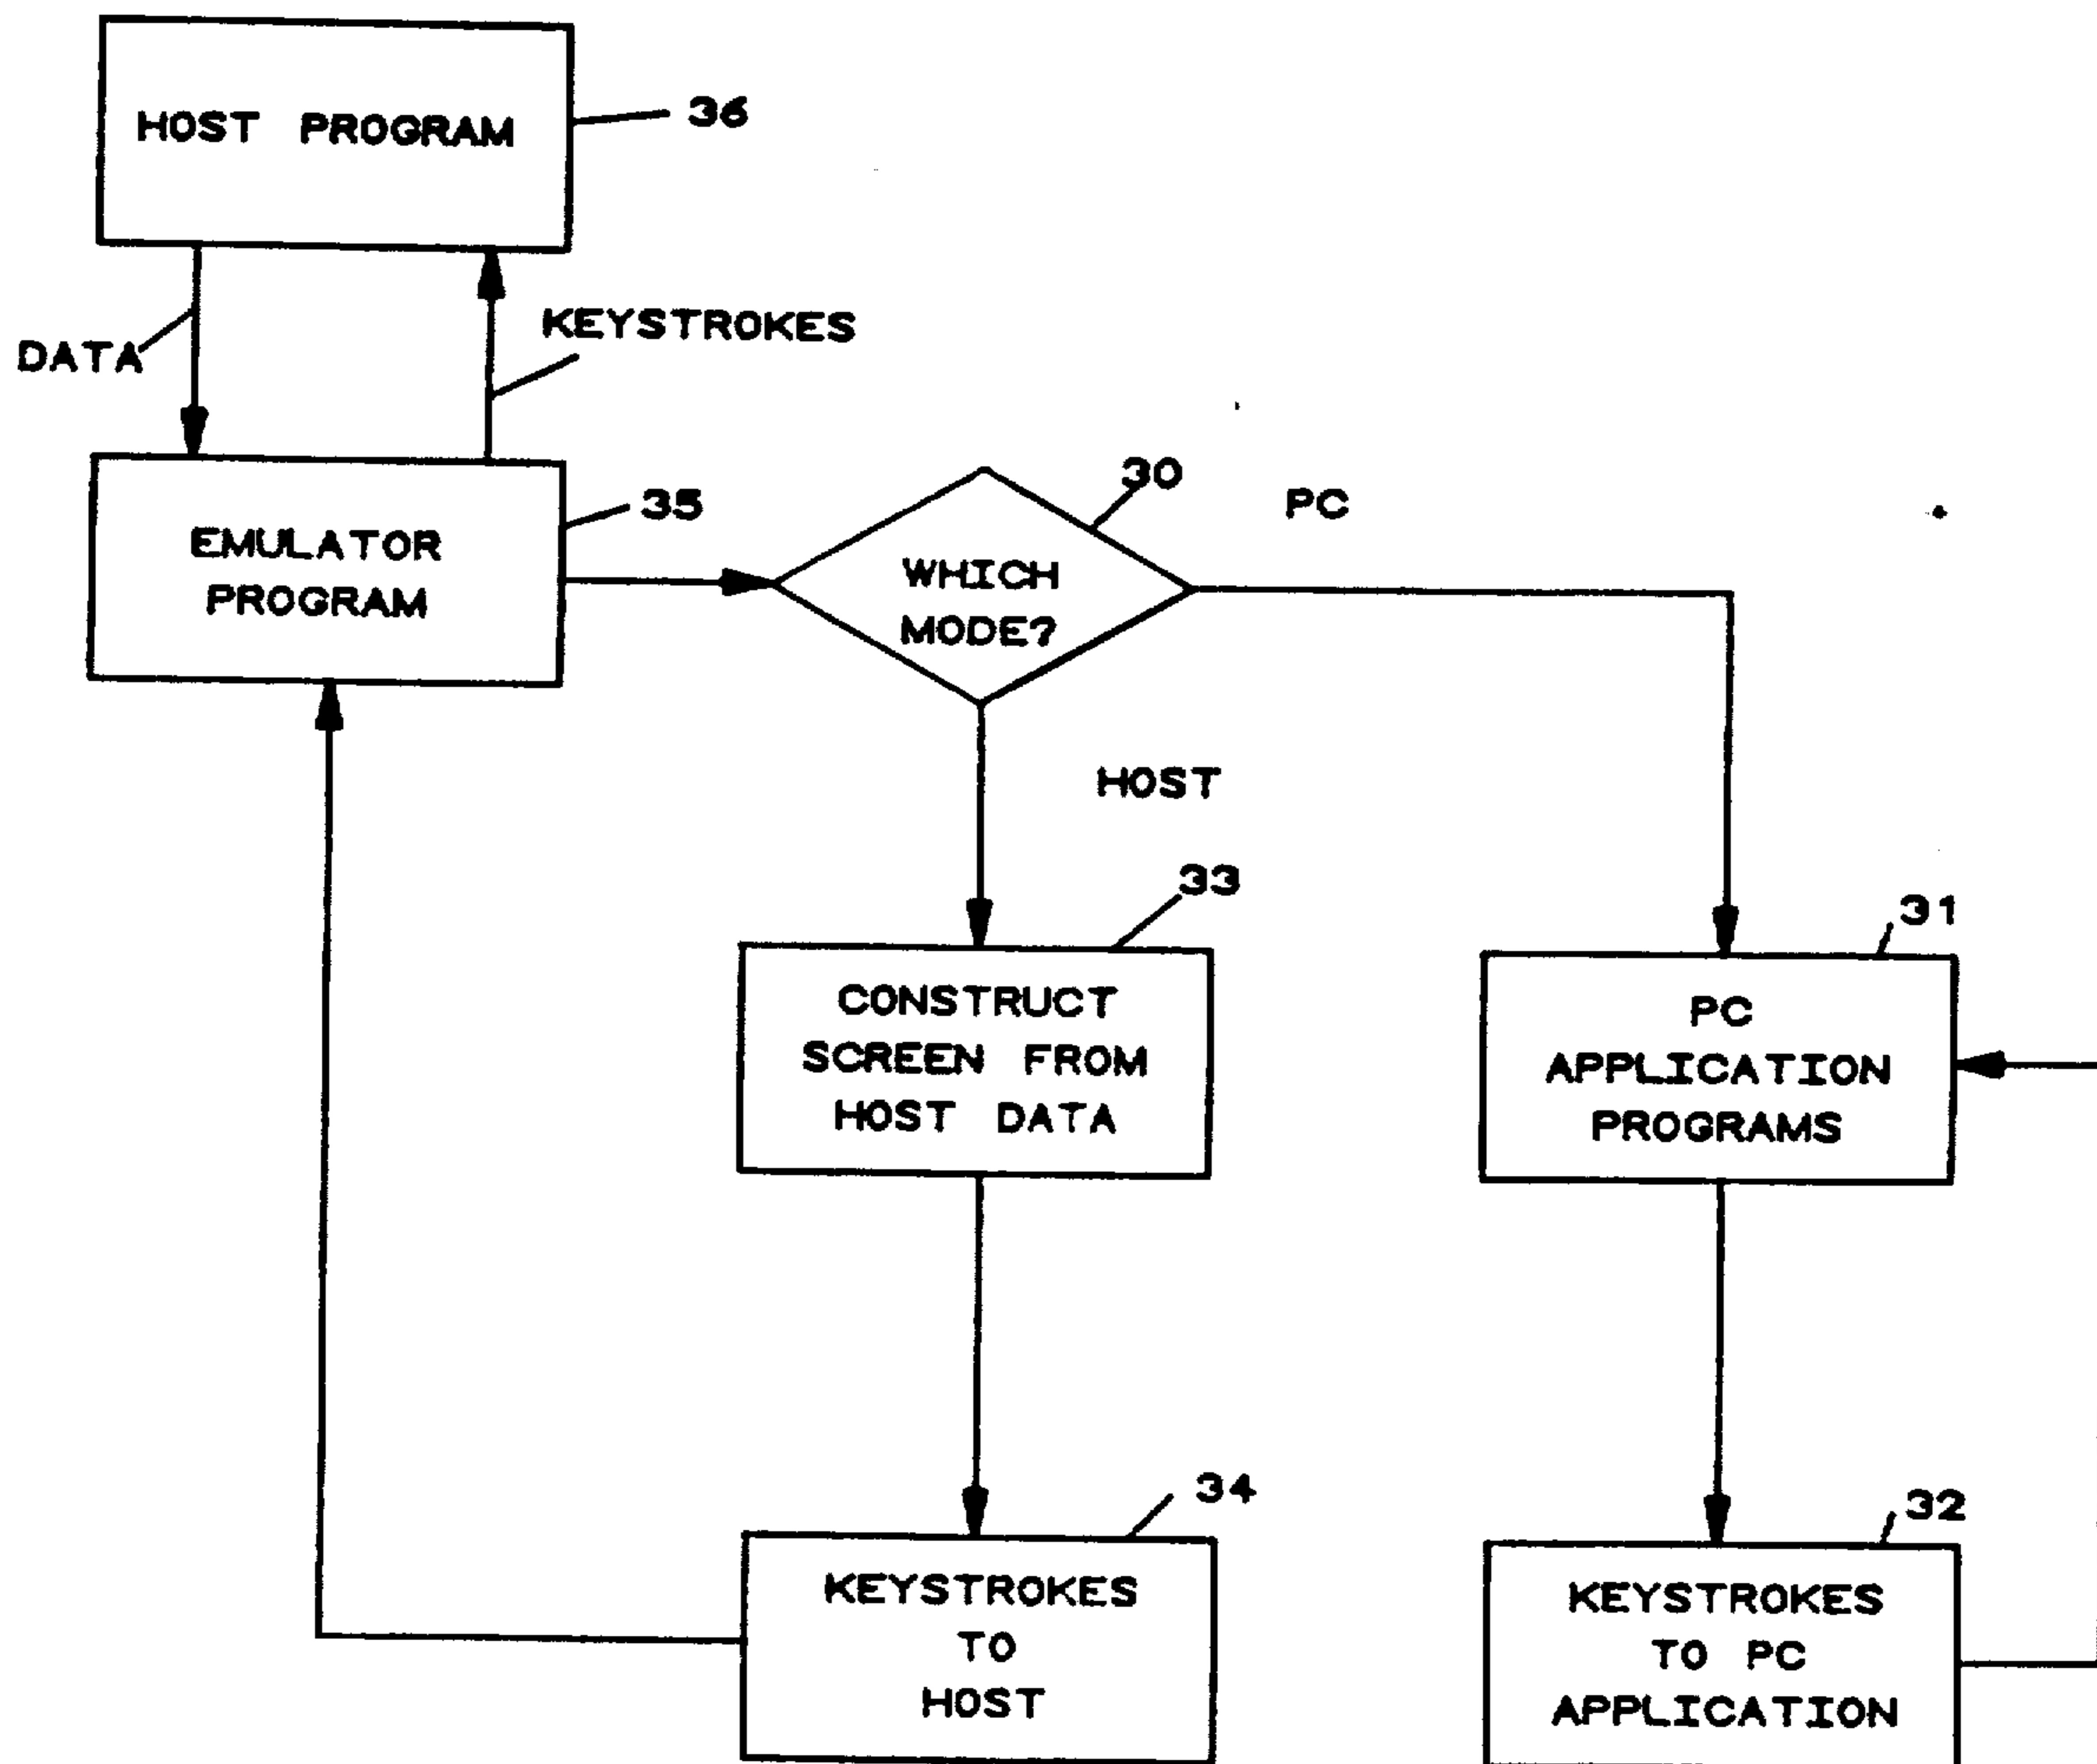 HOST PROGRAM
36
DATA
KEYSTROKES
EMULATOR
PROGRAM
35
WHICH
MODE?
30
PC
HOST
33
CONSTRUCT
SCREEN FROM
HOST DATA
31
PC
APPLICATION
PROGRAMS
34
KEYSTROKES
TO
HOST
32
KEYSTROKES
TO PC
APPLICATION